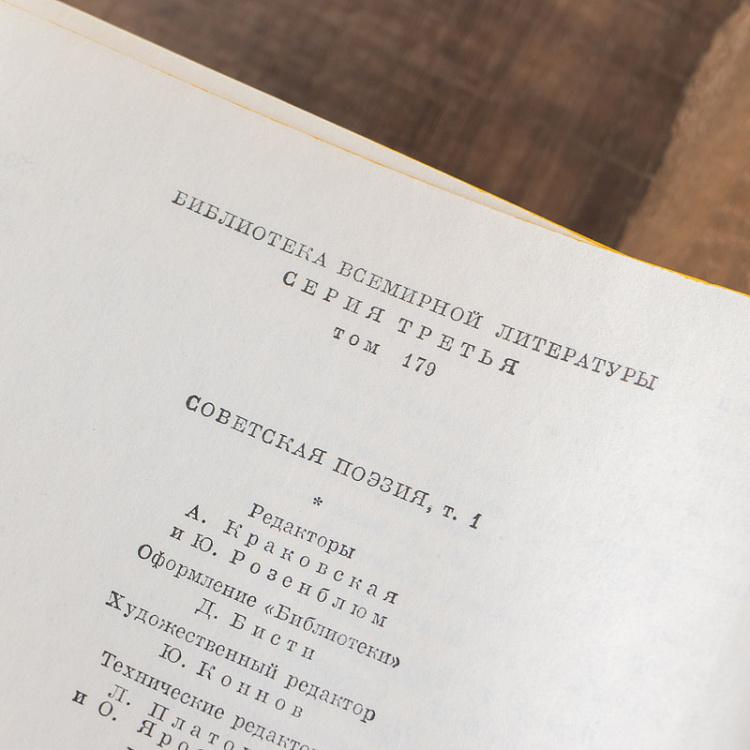 БИБЛИОТЕКА ВСЕМИРНОЙ ЛИТЕРАТУРЫ
СЕРИЯ ТРЕТЬЯ
ТОМ 179
СОВЕТСКАЯ ПОЭЗИЯ, т. 1
*
Редакторы
А. Краковская
и Ю. Розенблюм
Оформление «Библиотеки»
Д. Бисти
Художественный редактор
Ю. Коннов
Технические
Л.
и О.